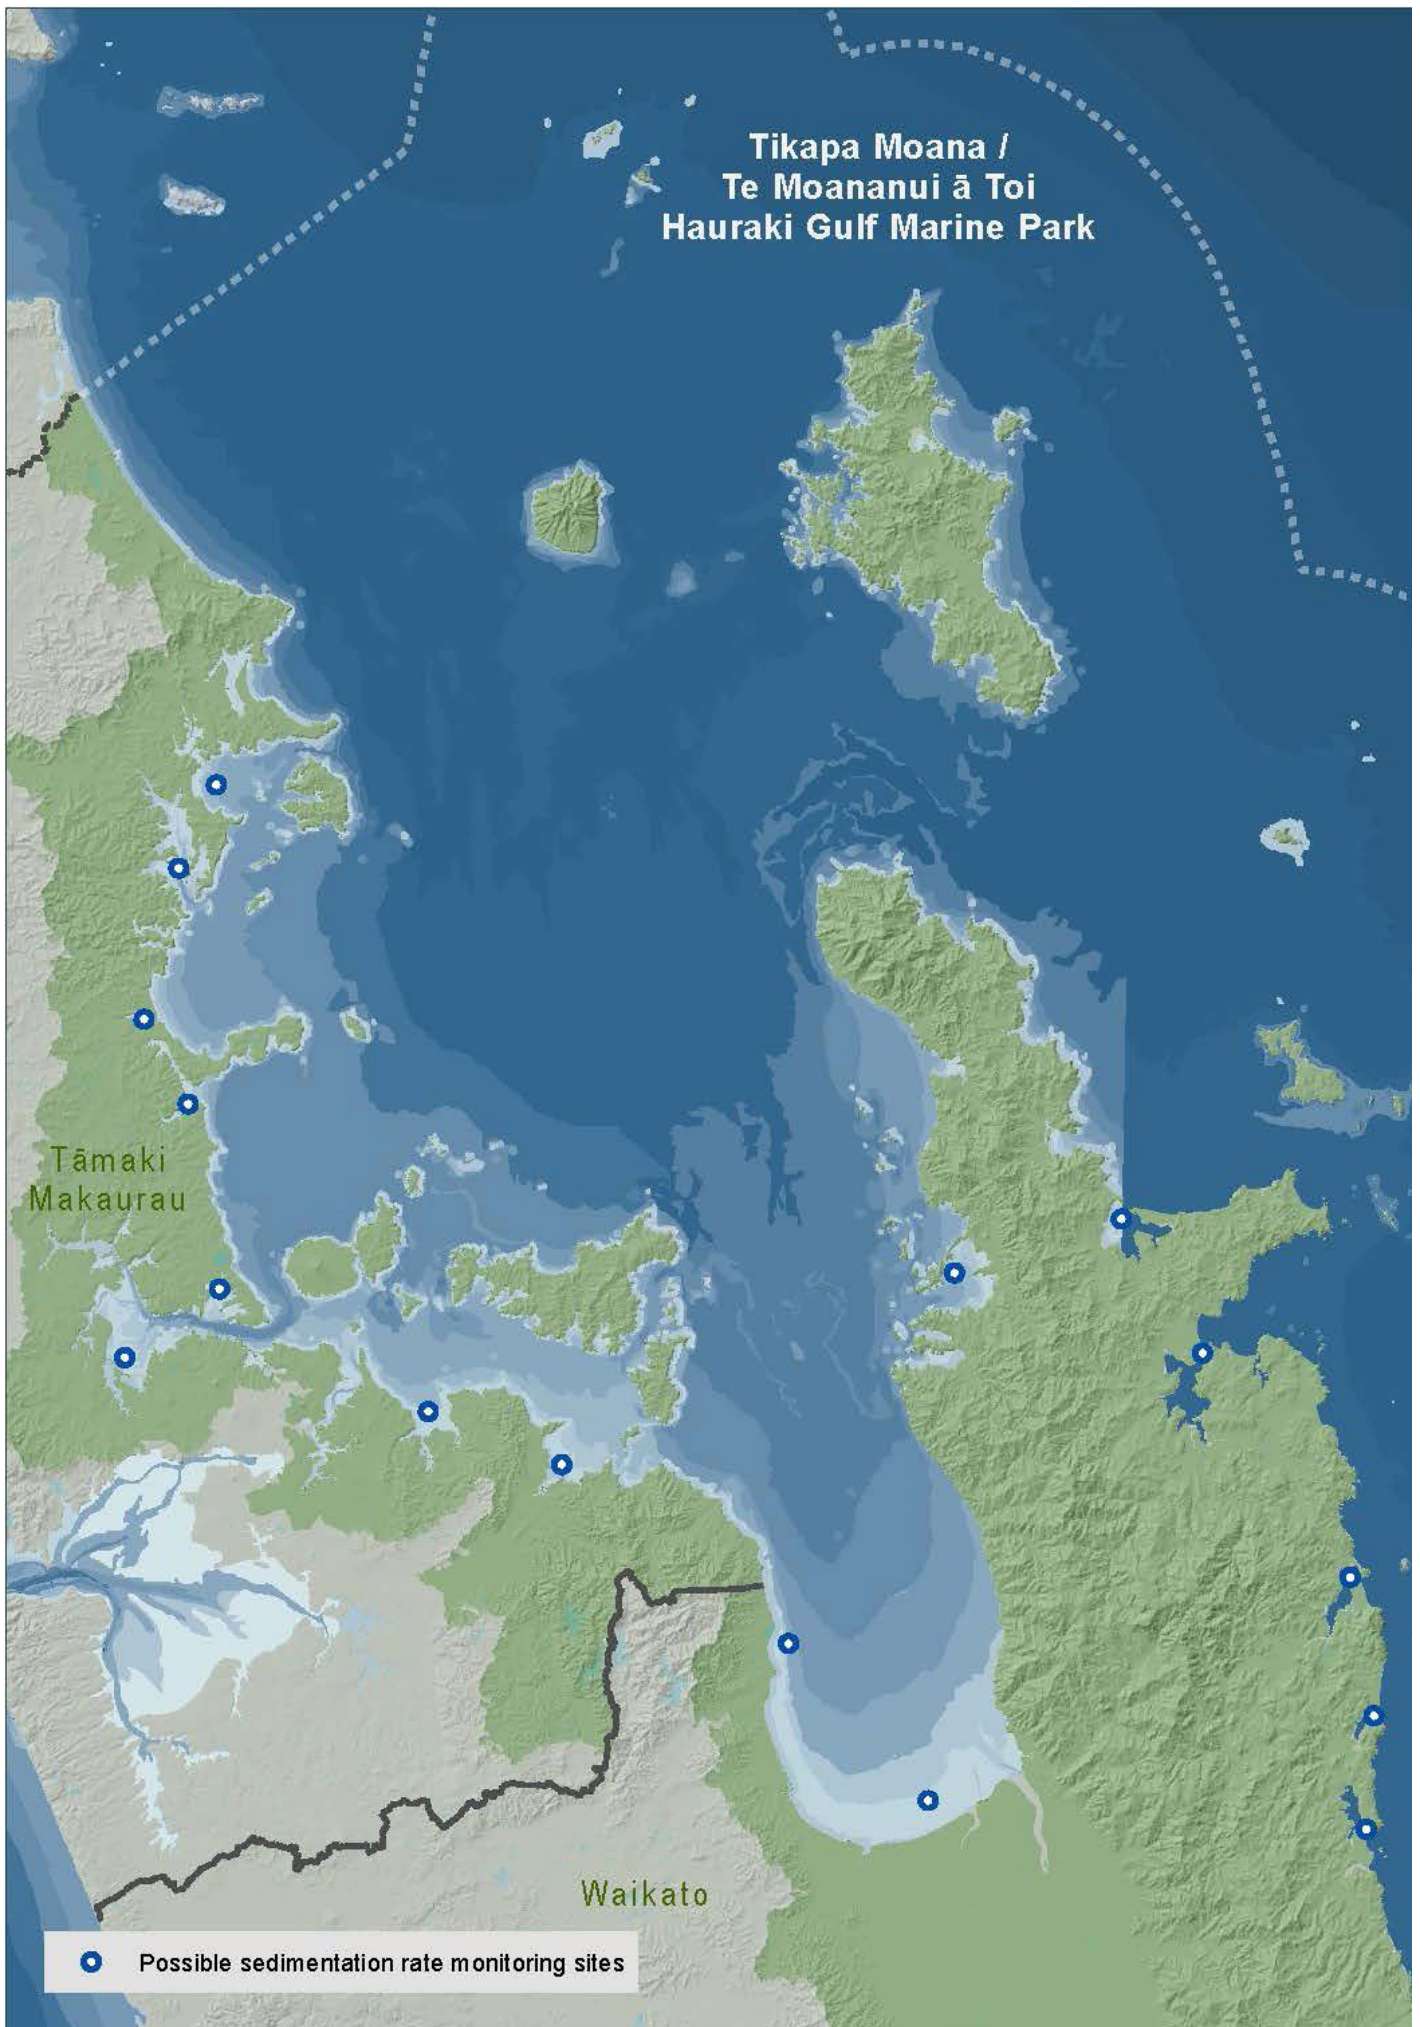 Tikapa Moana /
Te Moananui ā Toi
Hauraki Gulf Marine Park
Tāmaki
Makaurau
Waikato
Possible sedimentation rate monitoring sites